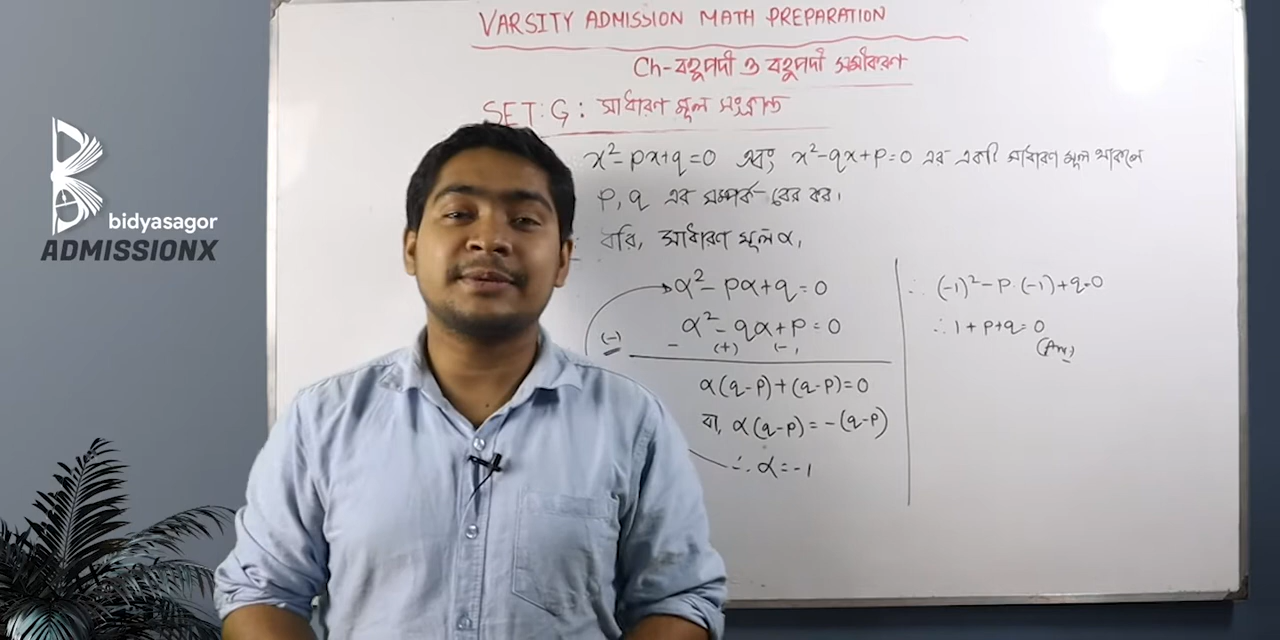 VARSITY ADMISSION MATH PREPARATION
Ch-বহুপদী ও বহুপদী সমীকরণ
SET: G: সাধারণ মূল সংক্রান্ত
x² - px + q = 0 এবং x² - qx + p = 0 এর একটি সাধারণ মূল থাকলে
p, q এর সম্পর্ক বের কর।
ধরি, সাধারণ মূল α,
α² - pα + q = 0
α² - qα + p = 0
(-) - (+) (-)
α(q-p) + (q-p) = 0
বা, α(q-p) = -(q-p)
∴ α = -1
∴ (-1)² - p·(-1) + q = 0
∴ 1 + p + q = 0
(Ans)
bidyasagor
ADMISSIONX